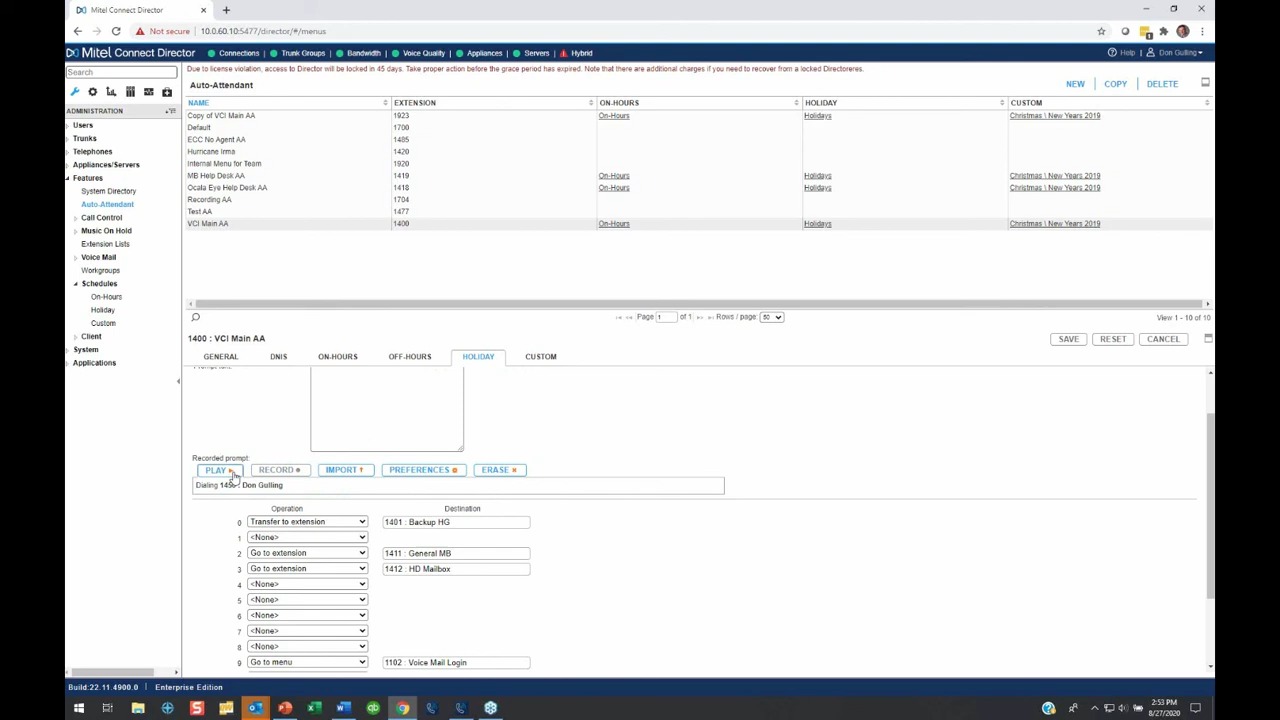 Mitel Connect Director
Not secure 10.0.60.10:5477/director/#/menus
Mitel Connect Director Connections Trunk Groups Bandwidth Voice Quality Appliances Servers Hybrid Help Don Gulling
Search
Due to license violation, access to Director will be locked in 45 days. Take proper action before the grace period has expired. Note that there are additional charges if you need to recover from a locked Directoreres.
Auto-Attendant NEW COPY DELETE
NAME EXTENSION ON-HOURS HOLIDAY CUSTOM
Copy of VCI Main AA 1923 On-Hours Holidays Christmas \ New Years 2019
Default 1700
ECC No Agent AA 1485
Hurricane Irma 1420
Internal Menu for Team 1920
MB Help Desk AA 1419 On-Hours Holidays Christmas \ New Years 2019
Ocala Eye Help Desk AA 1418 On-Hours Holidays Christmas \ New Years 2019
Recording AA 1704
Test AA 1477
VCI Main AA 1400 On-Hours Holidays Christmas \ New Years 2019
ADMINISTRATION
Users
Trunks
Telephones
Appliances/Servers
Features
System Directory
Auto-Attendant
Call Control
Music On Hold
Extension Lists
Voice Mail
Workgroups
Schedules
On-Hours
Holiday
Custom
Client
System
Applications
Page 1 of 1 Rows / page: 50 View 1 - 10 of 10
1400 : VCI Main AA SAVE RESET CANCEL
GENERAL DNIS ON-HOURS OFF-HOURS HOLIDAY CUSTOM
Recorded prompt:
PLAY RECORD IMPORT PREFERENCES ERASE
Dialing : Don Gulling
Operation Destination
0 Transfer to extension 1401 : Backup HG
1 <None>
2 Go to extension 1411 : General MB
3 Go to extension 1412 : HD Mailbox
4 <None>
5 <None>
6 <None>
7 <None>
8 <None>
9 Go to menu 1102 : Voice Mail Login
Build:22.11.4900.0 Enterprise Edition
2:53 PM
8/27/2020